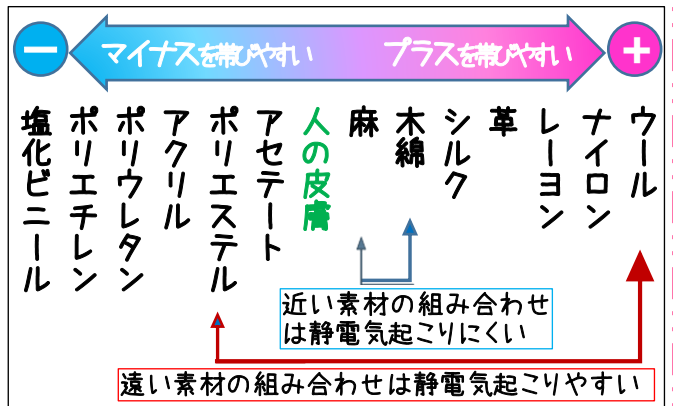 −
マイナスを帯びやすい
プラスを帯びやすい
+
塩化ビニール
ポリエチレン
ポリウレタン
アクリル
ポリエステル
アセテート
人の皮膚
麻
木綿
シルク
革
レーヨン
ナイロン
ウール
近い素材の組み合わせ
は静電気起こりにくい
遠い素材の組み合わせは静電気起こりやすい